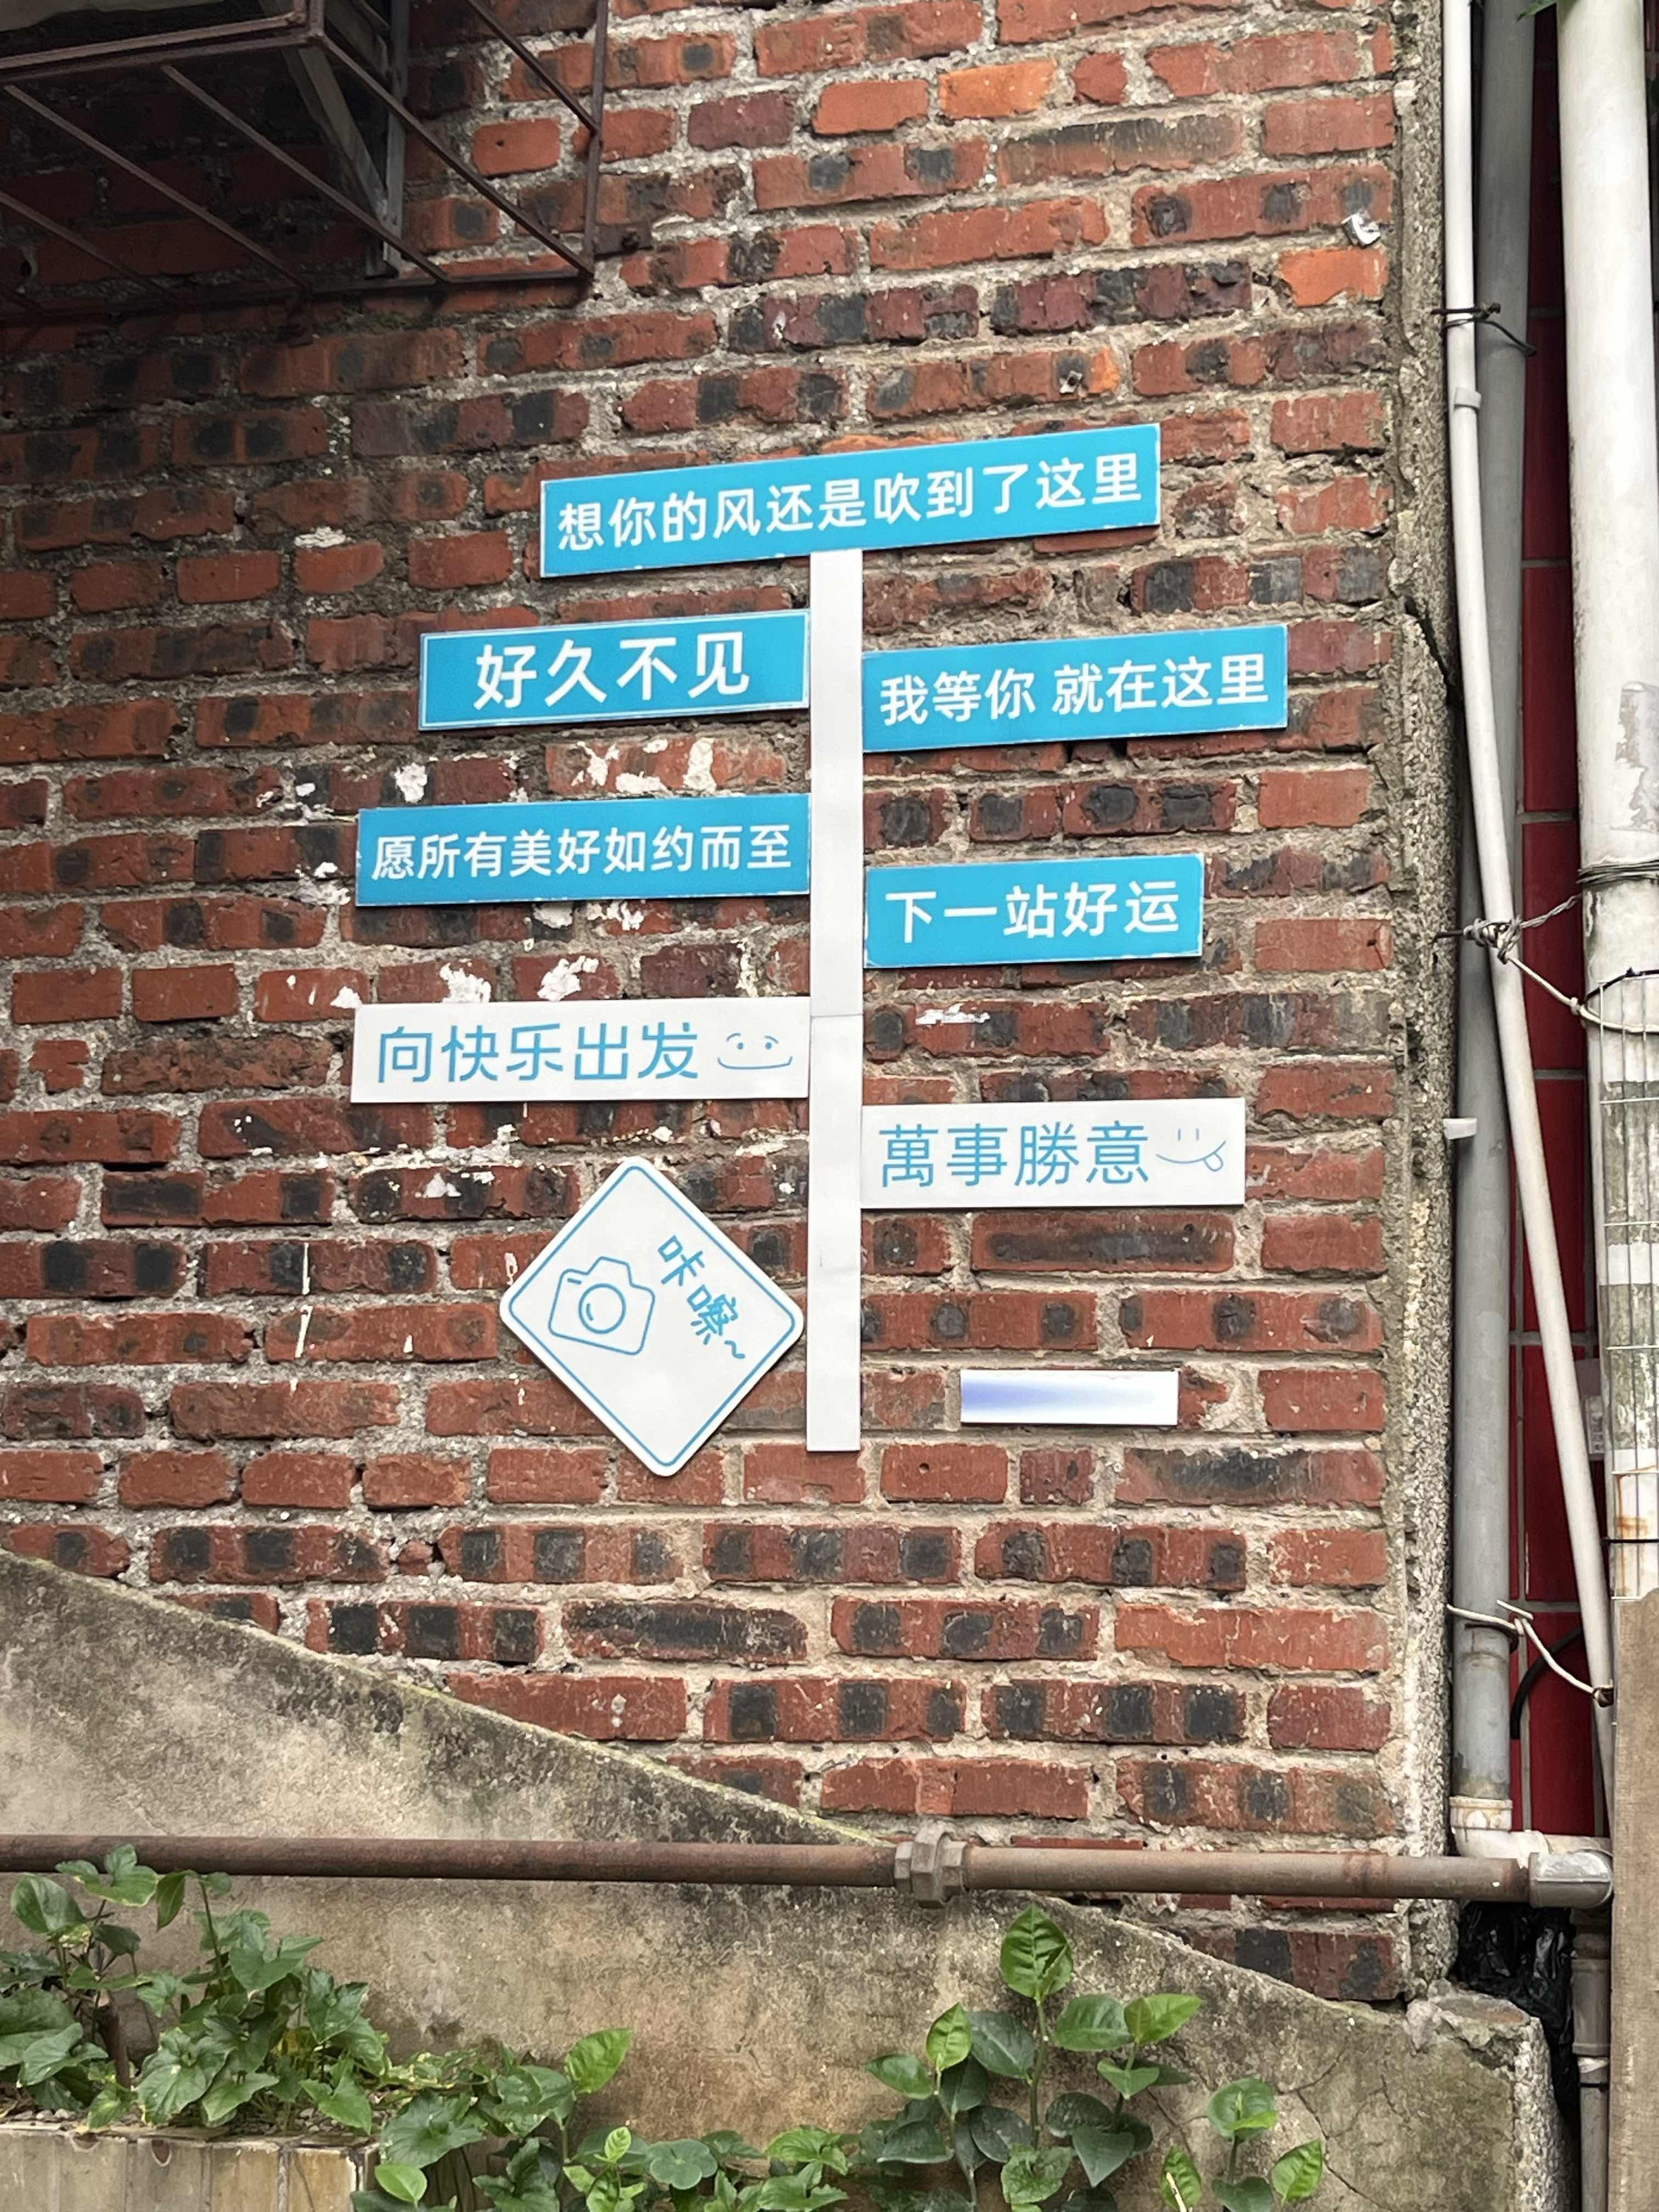 想你的风还是吹到了这里
好久不见
我等你 就在这里
愿所有美好如约而至
下一站好运
向快乐出发
萬事勝意
咔嚓~